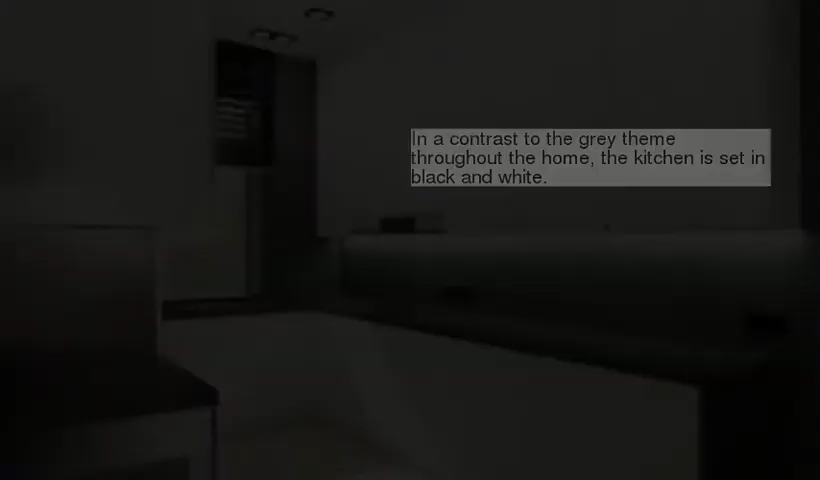 In a contrast to the grey theme
throughout the home, the kitchen is set in
black and white.